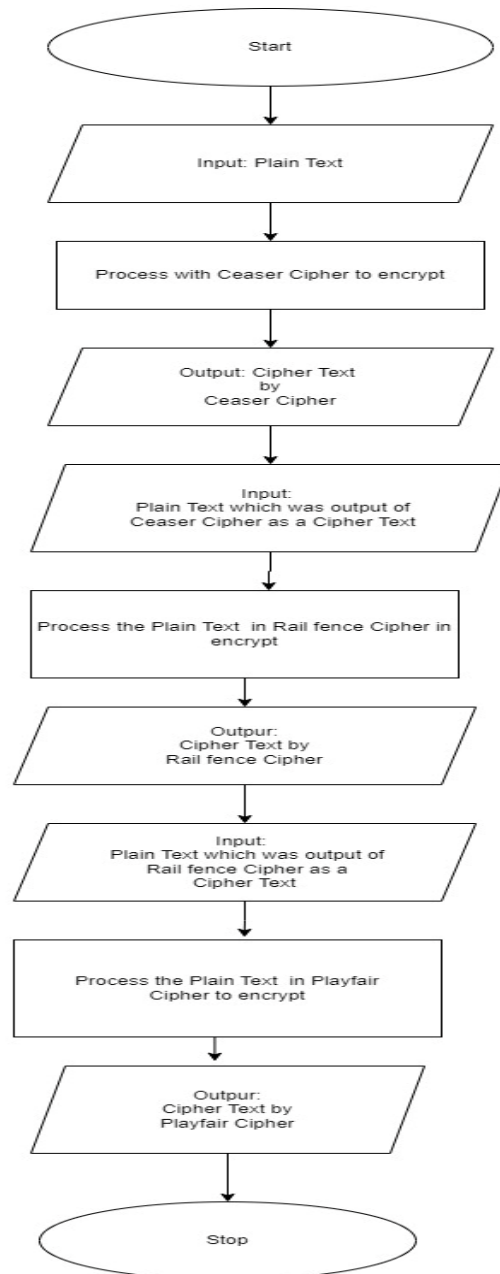 Start
Input: Plain Text
Process with Ceaser Cipher to encrypt
Output: Cipher Text
by
Ceaser Cipher
Input:
Plain Text which was output of
Ceaser Cipher as a Cipher Text
Process the Plain Text in Rail fence Cipher in
encrypt
Outpur:
Cipher Text by
Rail fence Cipher
Input:
Plain Text which was output of
Rail fence Cipher as a
Cipher Text
Process the Plain Text in Playfair
Cipher to encrypt
Outpur:
Cipher Text by
Playfair Cipher
Stop